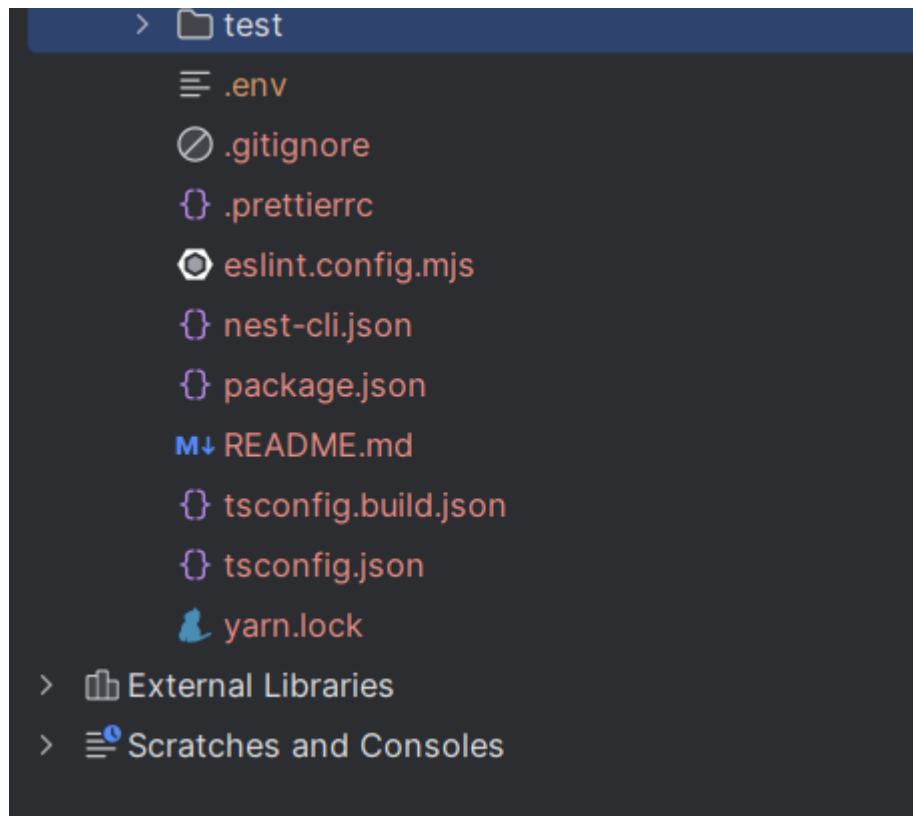 test
.env
.gitignore
.prettierrc
eslint.config.mjs
nest-cli.json
package.json
README.md
tsconfig.build.json
tsconfig.json
yarn.lock
External Libraries
Scratches and Consoles